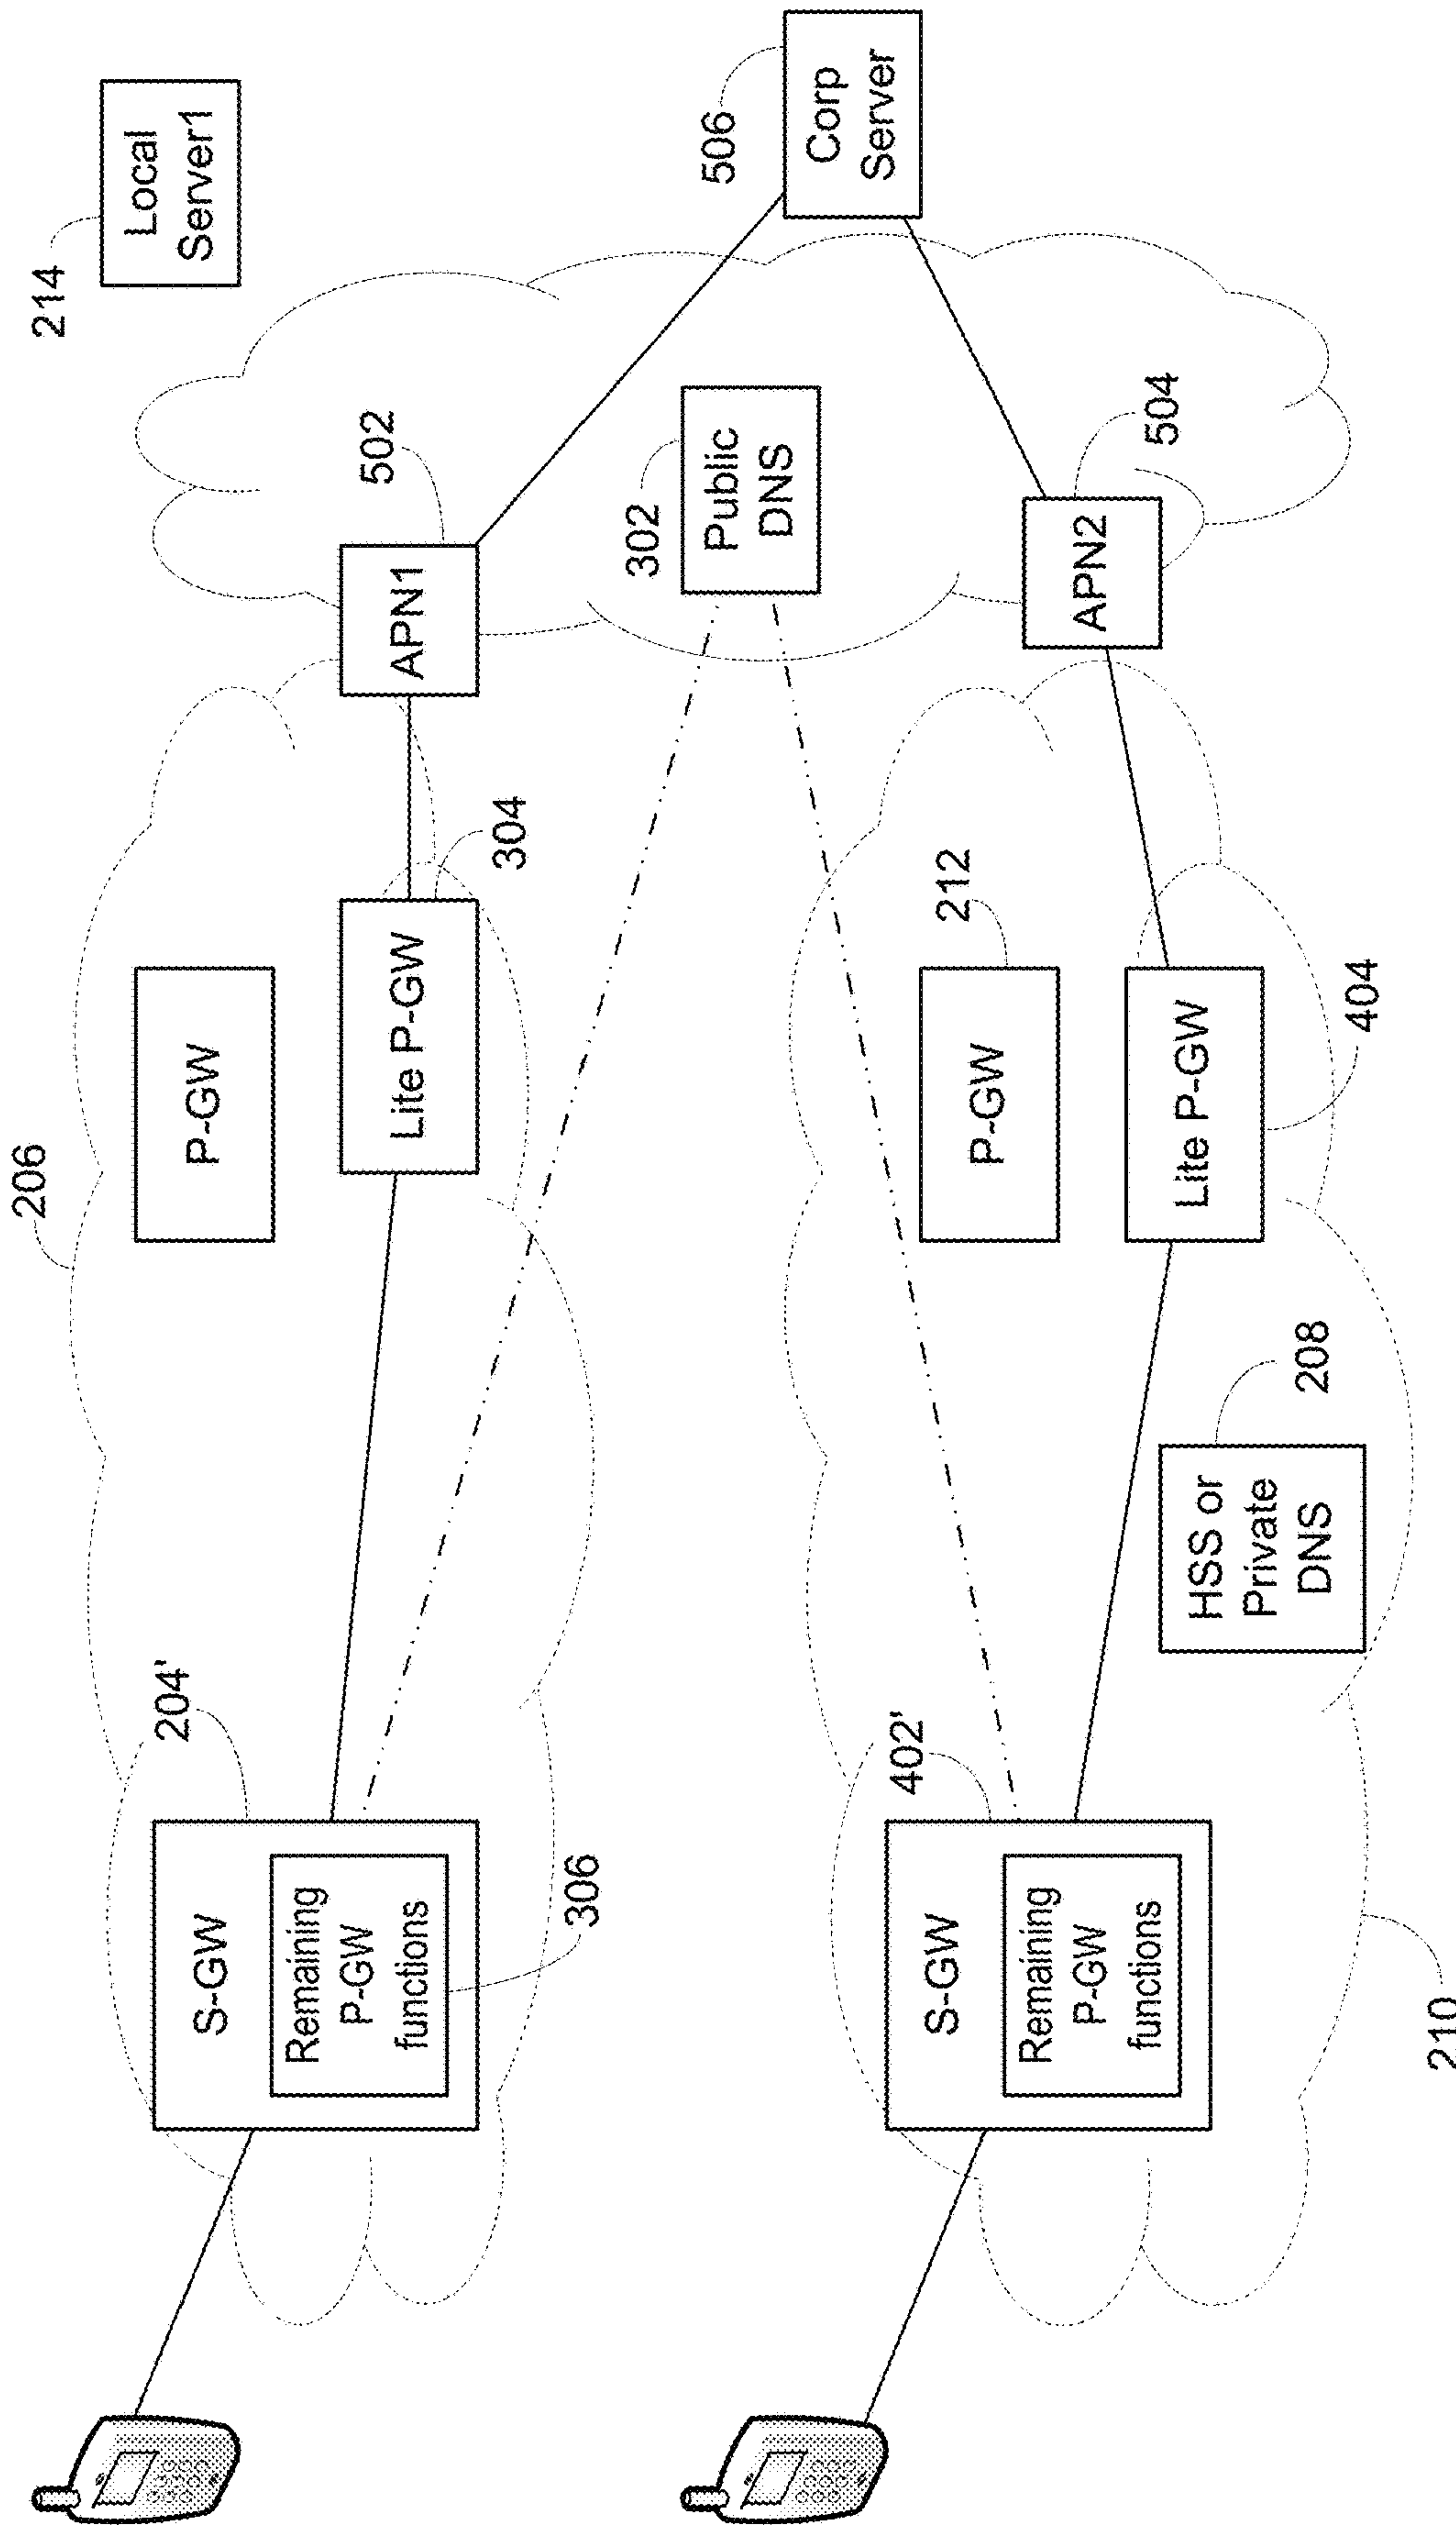 206
214
Local
Server1
204'
S-GW
Remaining
P-GW
functions
306
P-GW
Lite P-GW
304
APN1
502
302
Public
DNS
506
Corp
Server
402'
S-GW
Remaining
P-GW
functions
212
P-GW
Lite P-GW
404
APN2
504
HSS or
Private
DNS
208
210